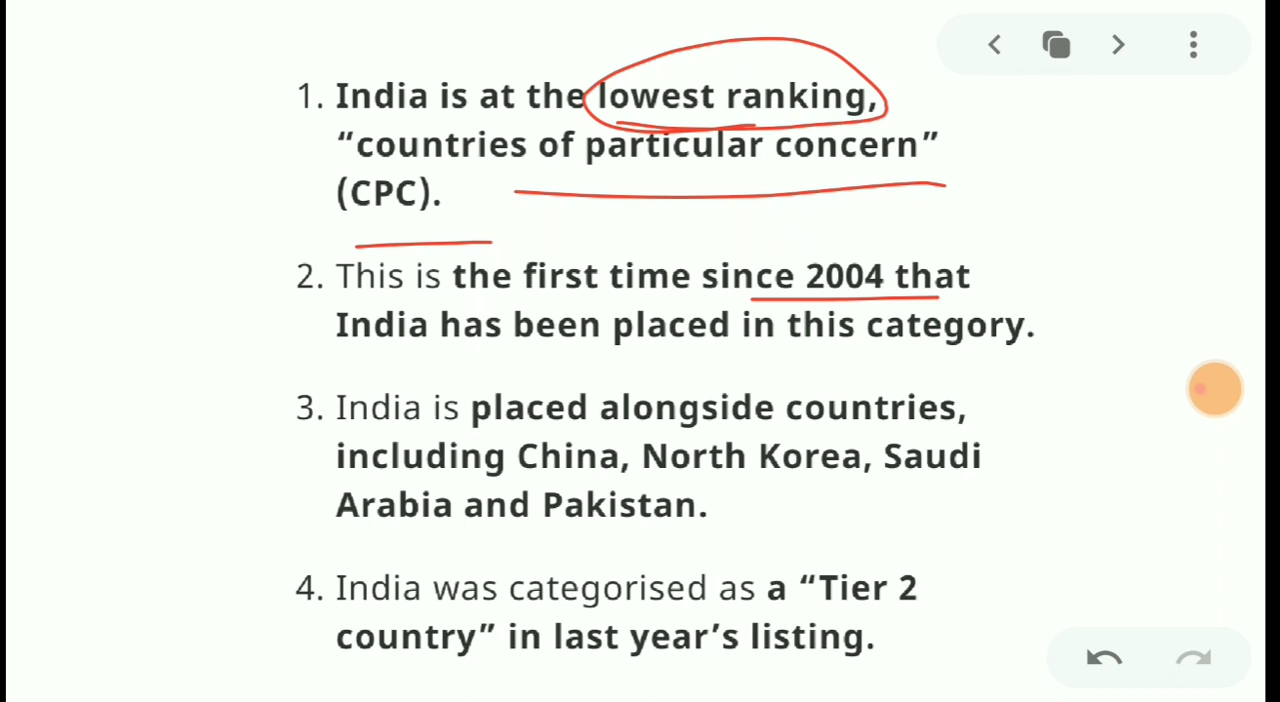 1. India is at the lowest ranking,
“countries of particular concern”
(CPC).
2. This is the first time since 2004 that
India has been placed in this category.
3. India is placed alongside countries,
including China, North Korea, Saudi
Arabia and Pakistan.
4. India was categorised as a “Tier 2
country” in last year’s listing.